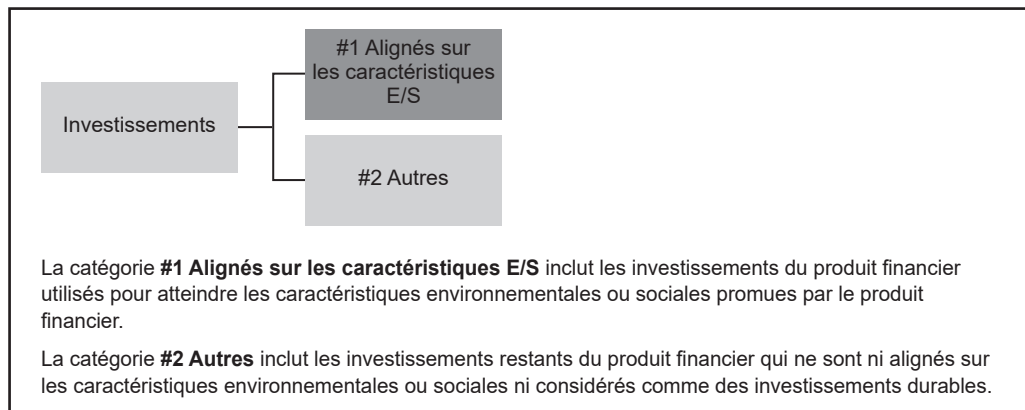 #1 Alignés sur
les caractéristiques
E/S
Investissements
#2 Autres
La catégorie #1 Alignés sur les caractéristiques E/S inclut les investissements du produit financier
utilisés pour atteindre les caractéristiques environnementales ou sociales promues par le produit
financier.
La catégorie #2 Autres inclut les investissements restants du produit financier qui ne sont ni alignés sur
les caractéristiques environnementales ou sociales ni considérés comme des investissements durables.